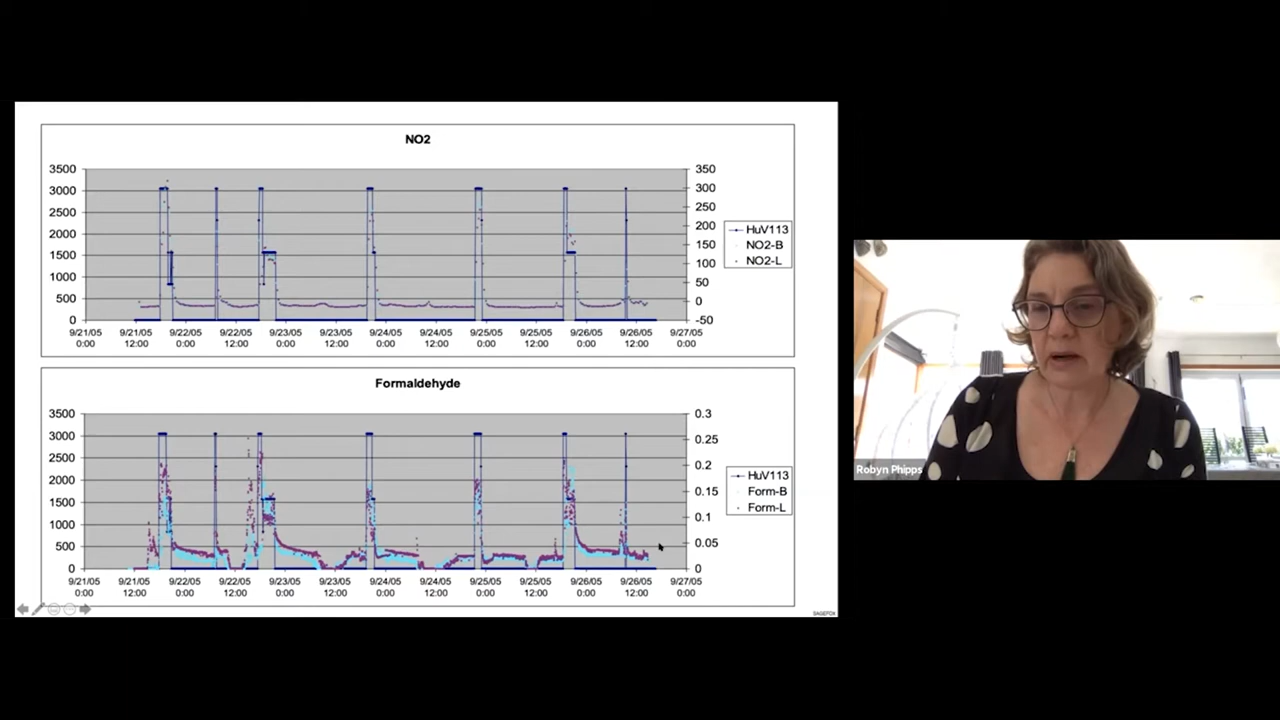 NO2
3500
3000
2500
2000
1500
1000
500
0
350
300
250
200
150
100
50
0
-50
HuV113
NO2-B
NO2-L
9/21/05 9/21/05 9/22/05 9/22/05 9/23/05 9/23/05 9/24/05 9/24/05 9/25/05 9/25/05 9/26/05 9/26/05 9/27/05
0:00 12:00 0:00 12:00 0:00 12:00 0:00 12:00 0:00 12:00 0:00 12:00 0:00
Formaldehyde
3500
3000
2500
2000
1500
1000
500
0
0.3
0.25
0.2
0.15
0.1
0.05
0
HuV113
Form-B
Form-L
9/21/05 9/21/05 9/22/05 9/22/05 9/23/05 9/23/05 9/24/05 9/24/05 9/25/05 9/25/05 9/26/05 9/26/05 9/27/05
0:00 12:00 0:00 12:00 0:00 12:00 0:00 12:00 0:00 12:00 0:00 12:00 0:00
SAGEFOX
Robyn Phipps